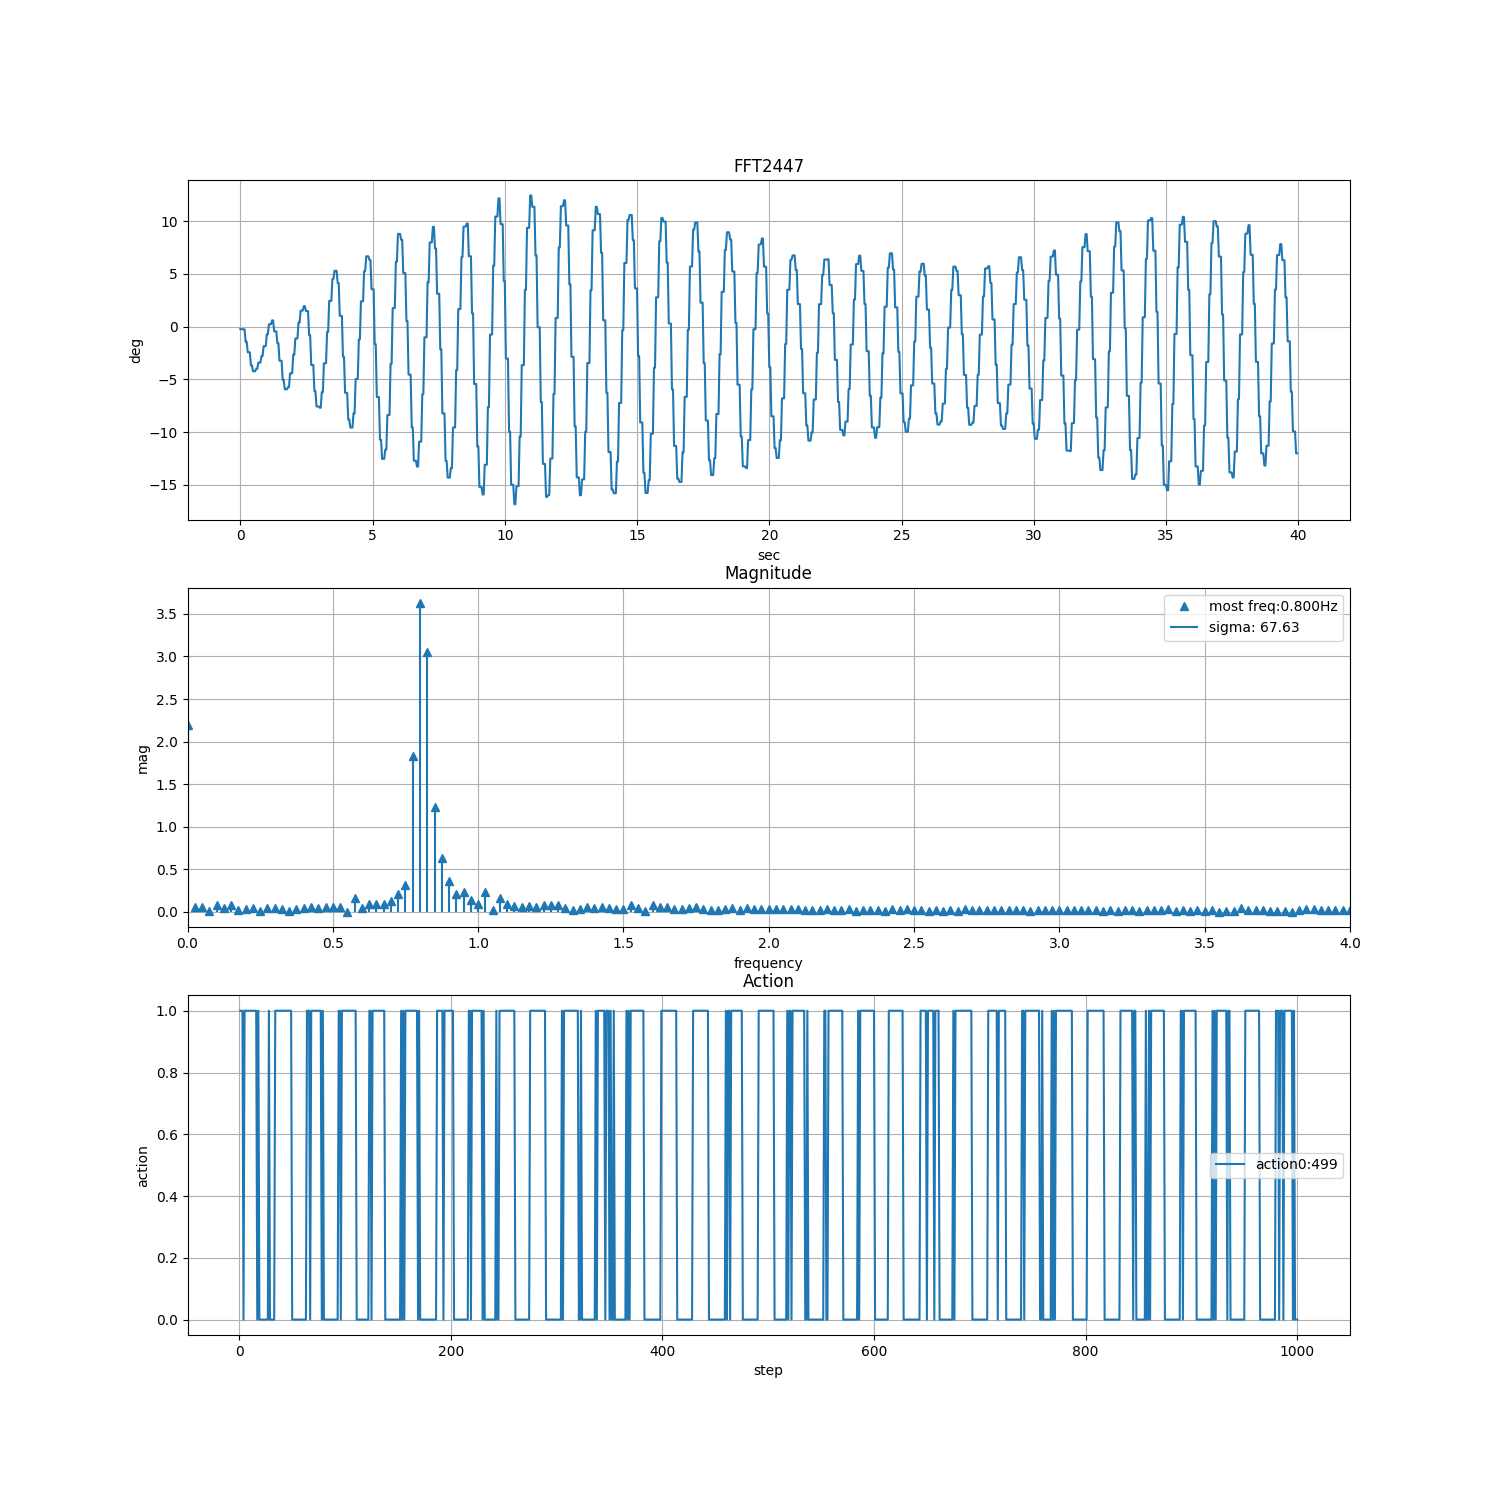 FFT2447
10
5
0
−5
−10
−15
deg
0 5 10 15 20 25 30 35 40
sec
Magnitude
most freq:0.800Hz
sigma: 67.63
3.5
3.0
2.5
2.0
1.5
1.0
0.5
0.0
mag
0.0 0.5 1.0 1.5 2.0 2.5 3.0 3.5 4.0
frequency
Action
1.0
0.8
0.6
0.4
0.2
0.0
action
action0:499
0 200 400 600 800 1000
step